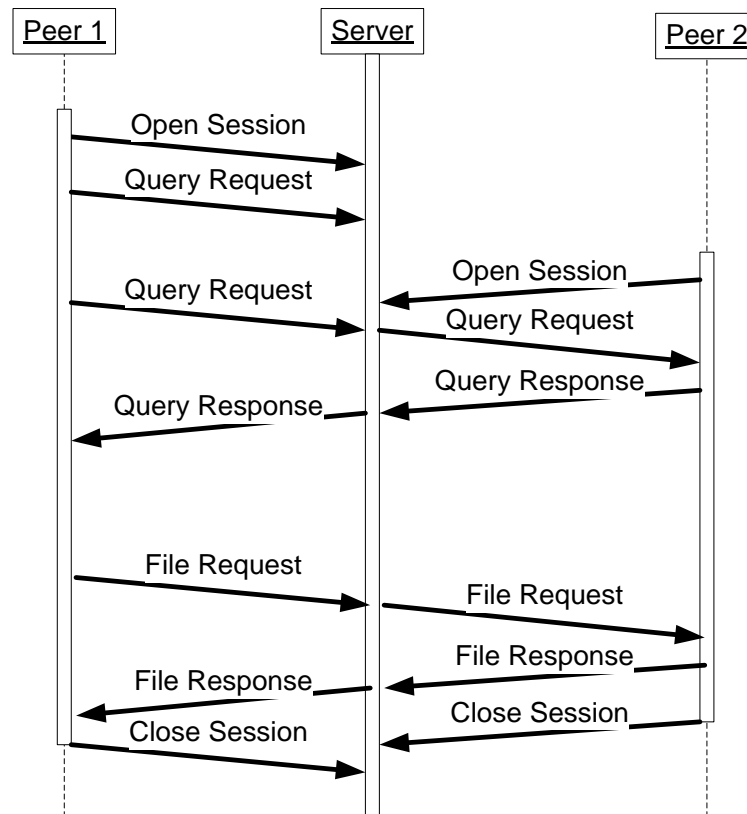 Peer 1
Server
Peer 2
Open Session
Query Request
Open Session
Query Request
Query Request
Query Response
Query Response
File Request
File Request
File Response
File Response
Close Session
Close Session